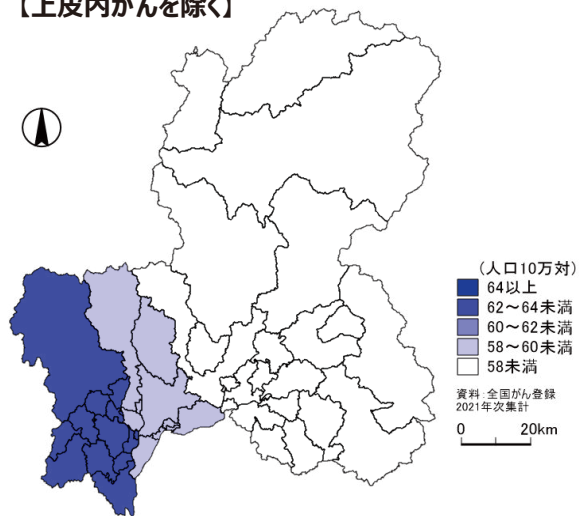 【上皮内がんを除く】
(人口10万対)
64以上
62～64未満
60～62未満
58～60未満
58未満
資料:全国がん登録
2021年次集計
0 20km